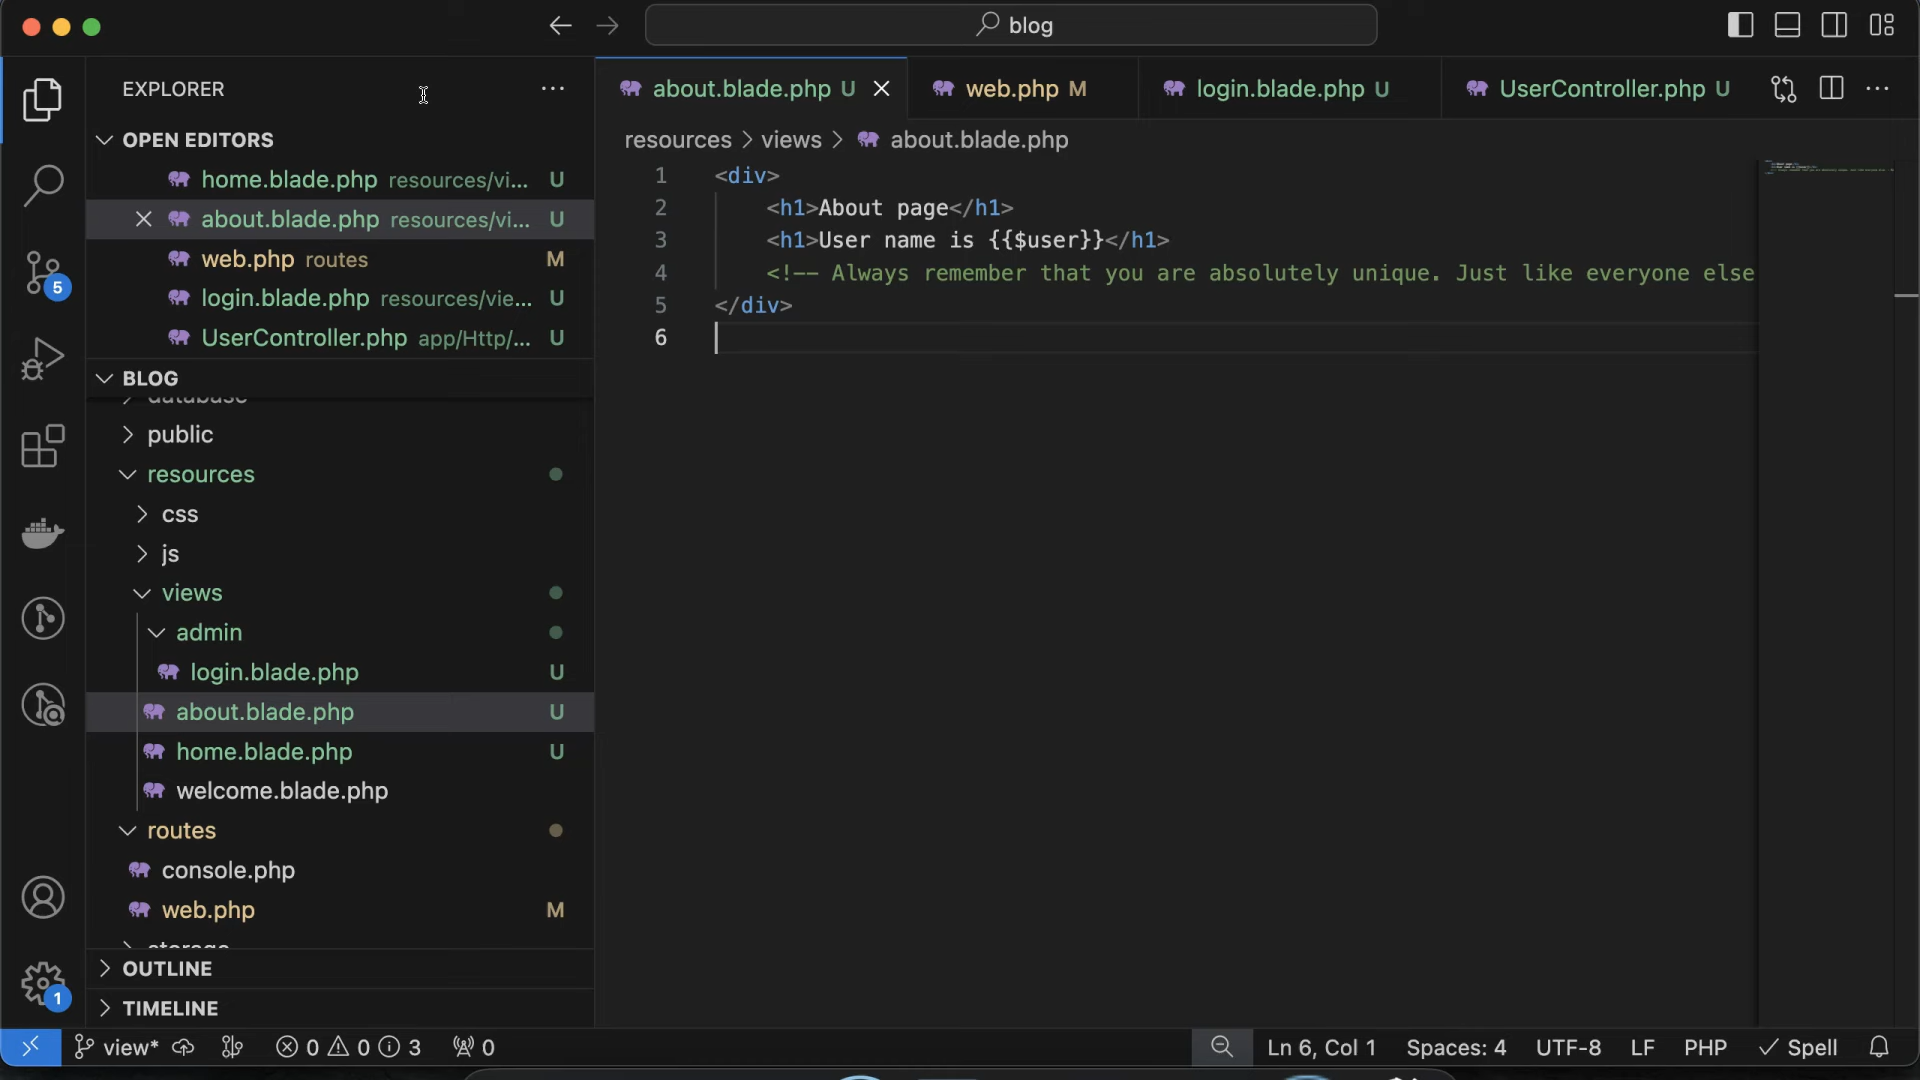 blog
EXPLORER
about.blade.php U
web.php M
login.blade.php U
UserController.php U
OPEN EDITORS
resources > views > about.blade.php
home.blade.php resources/vi... U
about.blade.php resources/vi... U
web.php routes M
login.blade.php resources/vie... U
UserController.php app/Http/... U
1 <div>
2 <h1>About page</h1>
3 <h1>User name is {{$user}}</h1>
4 <!-- Always remember that you are absolutely unique. Just like everyone else
5 </div>
6
BLOG
database
public
resources
css
js
views
admin
login.blade.php U
about.blade.php U
home.blade.php U
welcome.blade.php
routes
console.php
web.php M
storage
OUTLINE
TIMELINE
5
1
view* 0 0 3 0
Ln 6, Col 1 Spaces: 4 UTF-8 LF PHP Spell